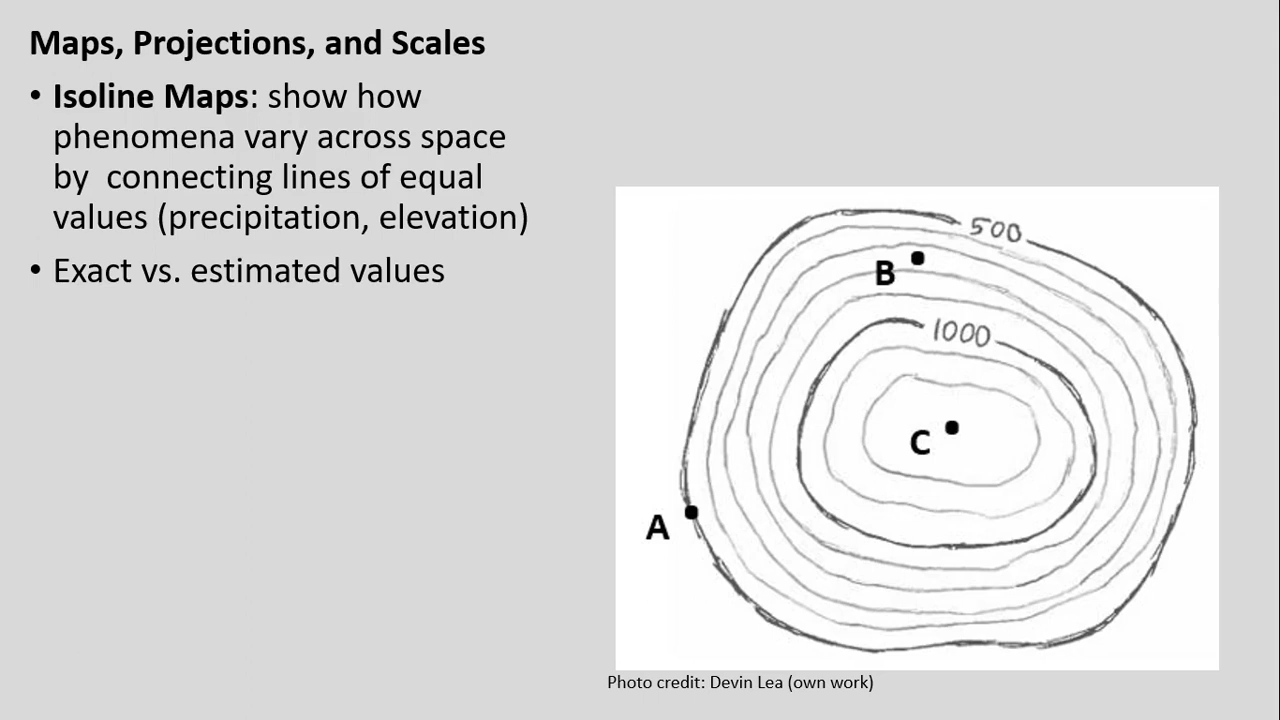 Maps, Projections, and Scales
• Isoline Maps: show how
phenomena vary across space
by  connecting lines of equal
values (precipitation, elevation)
• Exact vs. estimated values
500
B
1000
C
A
Photo credit: Devin Lea (own work)